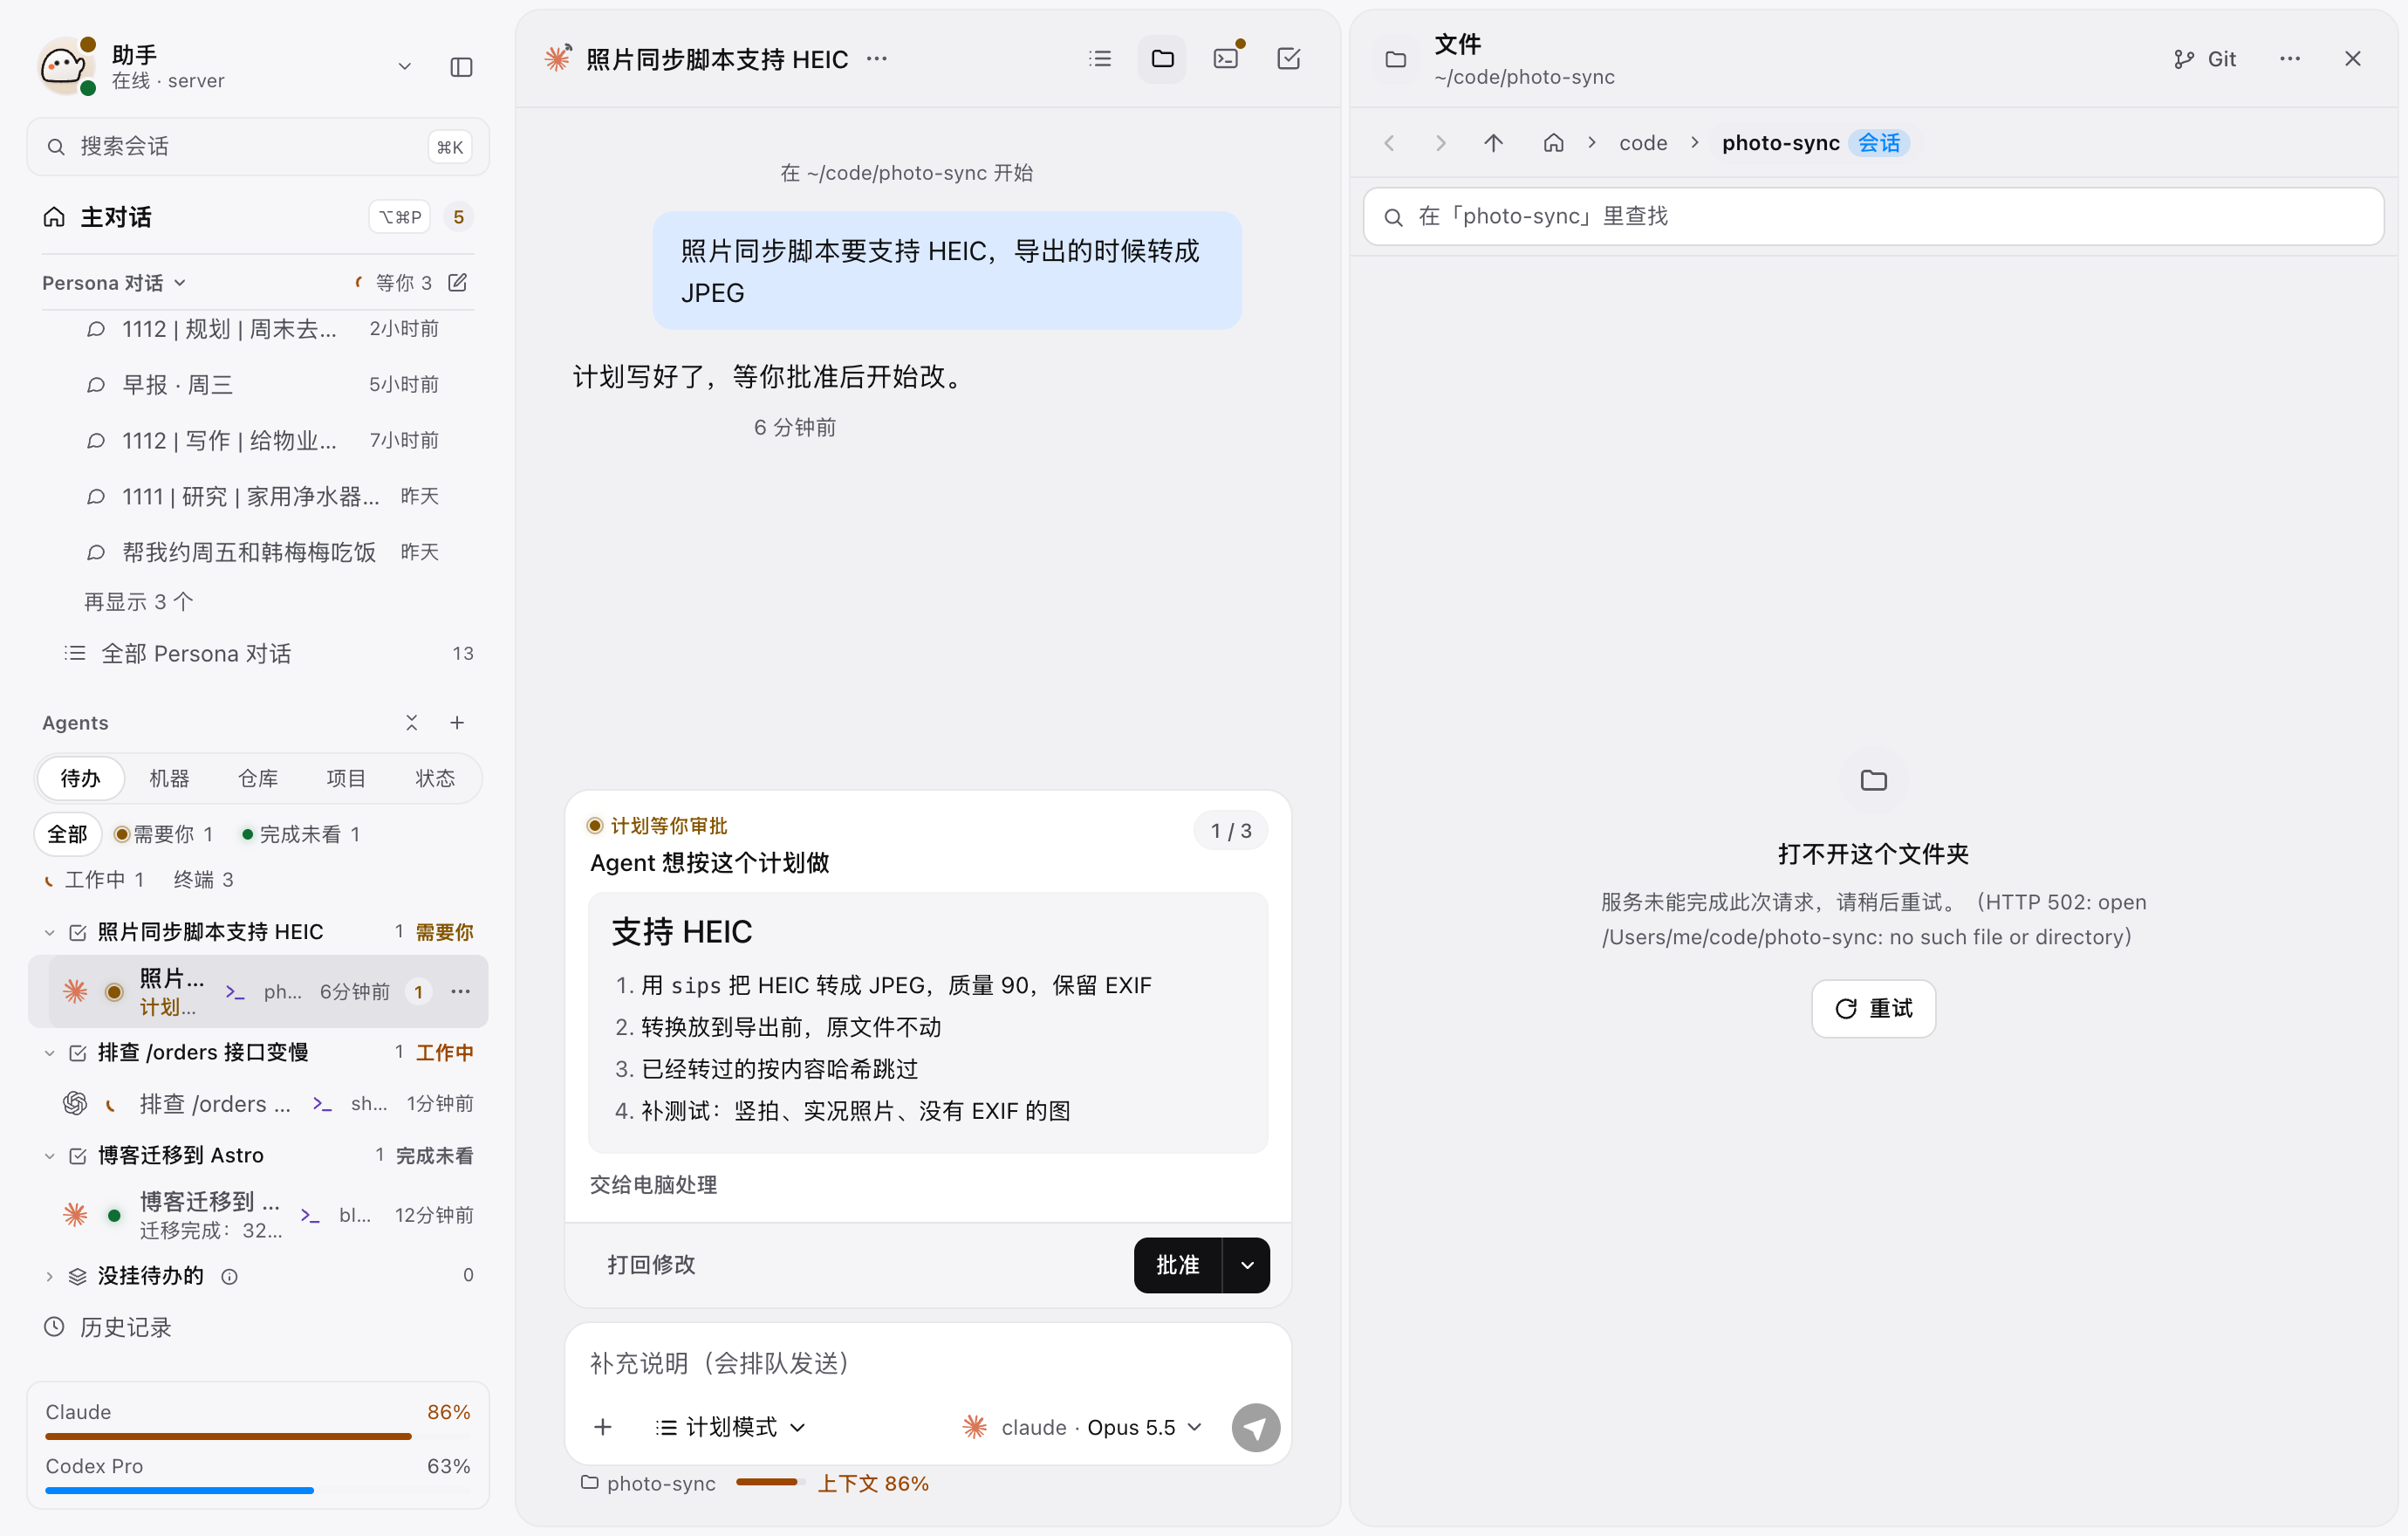 助手
在线 · server
搜索会话 ⌘K
主对话 ⌥⌘P 5
Persona 对话 等你 3
1112 | 规划 | 周末去... 2小时前
早报 · 周三 5小时前
1112 | 写作 | 给物业... 7小时前
1111 | 研究 | 家用净水器... 昨天
帮我约周五和韩梅梅吃饭 昨天
再显示 3 个
全部 Persona 对话 13
Agents
待办 机器 仓库 项目 状态
全部 需要你 1 完成未看 1
工作中 1 终端 3
照片同步脚本支持 HEIC 1 需要你
照片... ph... 6分钟前 1
计划...
排查 /orders 接口变慢 1 工作中
排查 /orders ... sh... 1分钟前
博客迁移到 Astro 1 完成未看
博客迁移到 ... bl... 12分钟前
迁移完成：32...
没挂待办的 0
历史记录
Claude 86%
Codex Pro 63%
照片同步脚本支持 HEIC
在 ~/code/photo-sync 开始
照片同步脚本要支持 HEIC，导出的时候转成
JPEG
计划写好了，等你批准后开始改。
6 分钟前
计划等你审批 1 / 3
Agent 想按这个计划做
支持 HEIC
1. 用 sips 把 HEIC 转成 JPEG，质量 90，保留 EXIF
2. 转换放到导出前，原文件不动
3. 已经转过的按内容哈希跳过
4. 补测试：竖拍、实况照片、没有 EXIF 的图
交给电脑处理
打回修改 批准
补充说明（会排队发送）
计划模式 claude · Opus 5.5
photo-sync 上下文 86%
文件
~/code/photo-sync
Git
code photo-sync 会话
在「photo-sync」里查找
打不开这个文件夹
服务未能完成此次请求，请稍后重试。（HTTP 502: open
/Users/me/code/photo-sync: no such file or directory）
重试